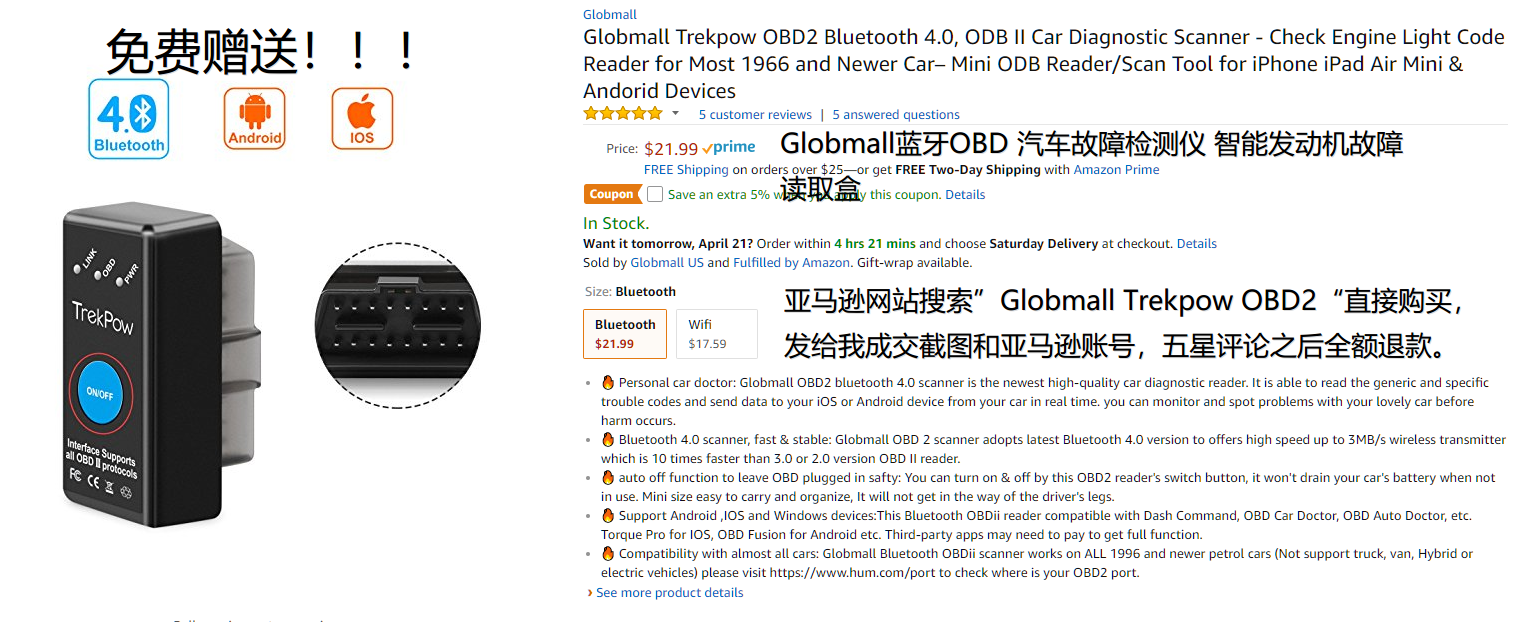 免费赠送！！！
4.0
Bluetooth
Android
IOS
LINK
OBD
PWR
TrekPow
ON/OFF
Interface Supports
all OBD II protocols
FC CE
Globmall
Globmall Trekpow OBD2 Bluetooth 4.0, ODB II Car Diagnostic Scanner - Check Engine Light Code
Reader for Most 1966 and Newer Car– Mini ODB Reader/Scan Tool for iPhone iPad Air Mini &
Andorid Devices
5 customer reviews | 5 answered questions
Price: $21.99 prime
Globmall蓝牙OBD 汽车故障检测仪 智能发动机故障
读取盒
FREE Shipping on orders over $25—or get FREE Two-Day Shipping with Amazon Prime
Coupon Save an extra 5% when you apply this coupon. Details
In Stock.
Want it tomorrow, April 21? Order within 4 hrs 21 mins and choose Saturday Delivery at checkout. Details
Sold by Globmall US and Fulfilled by Amazon. Gift-wrap available.
Size: Bluetooth
Bluetooth
$21.99
Wifi
$17.59
亚马逊网站搜索”Globmall Trekpow OBD2“直接购买，
发给我成交截图和亚马逊账号，五星评论之后全额退款。
Personal car doctor: Globmall OBD2 bluetooth 4.0 scanner is the newest high-quality car diagnostic reader. It is able to read the generic and specific
trouble codes and send data to your iOS or Android device from your car in real time. you can monitor and spot problems with your lovely car before
harm occurs.
Bluetooth 4.0 scanner, fast & stable: Globmall OBD 2 scanner adopts latest Bluetooth 4.0 version to offers high speed up to 3MB/s wireless transmitter
which is 10 times faster than 3.0 or 2.0 version OBD II reader.
auto off function to leave OBD plugged in safty: You can turn on & off by this OBD2 reader's switch button, it won't drain your car's battery when not
in use. Mini size easy to carry and organize, It will not get in the way of the driver's legs.
Support Android ,IOS and Windows devices:This Bluetooth OBDii reader compatible with Dash Command, OBD Car Doctor, OBD Auto Doctor, etc.
Torque Pro for IOS, OBD Fusion for Android etc. Third-party apps may need to pay to get full function.
Compatibility with almost all cars: Globmall Bluetooth OBDii scanner works on ALL 1996 and newer petrol cars (Not support truck, van, Hybrid or
electric vehicles) please visit https://www.hum.com/port to check where is your OBD2 port.
› See more product details